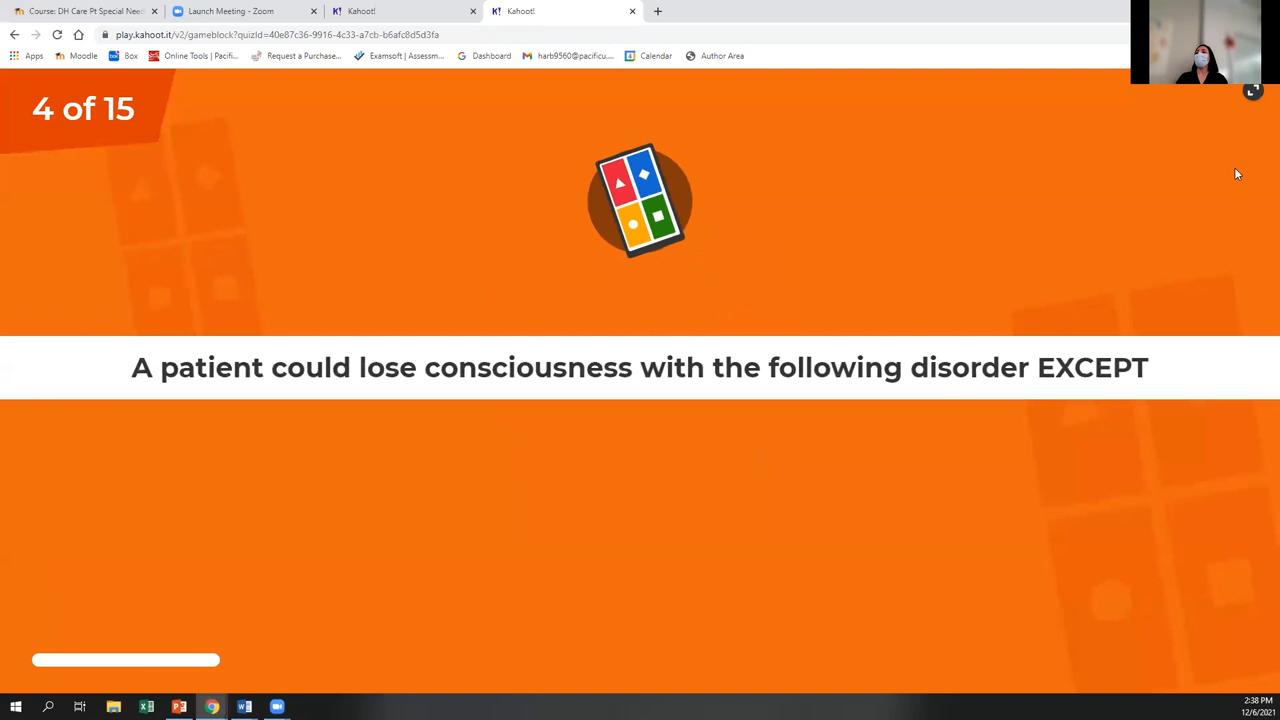 Course: DH Care Pt Special Nee
Launch Meeting - Zoom
Kahoot!
Kahoot!
play.kahoot.it/v2/gameblock?quizId=40e87c36-9916-4c33-a7cb-b6afc8d5d3fa
Apps
Moodle
Box
Online Tools | Pacifi...
Request a Purchase...
Examsoft | Assessm...
Dashboard
harb9560@pacificu...
Calendar
Author Area
4 of 15
A patient could lose consciousness with the following disorder EXCEPT
2:38 PM
12/6/2021